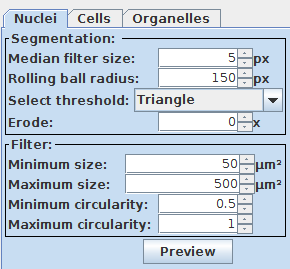 Nuclei Cells Organelles
Segmentation:
Median filter size: 5 px
Rolling ball radius: 150 px
Select threshold: Triangle
Erode: 0 x
Filter:
Minimum size: 50 µm²
Maximum size: 500 µm²
Minimum circularity: 0.5
Maximum circularity: 1
Preview